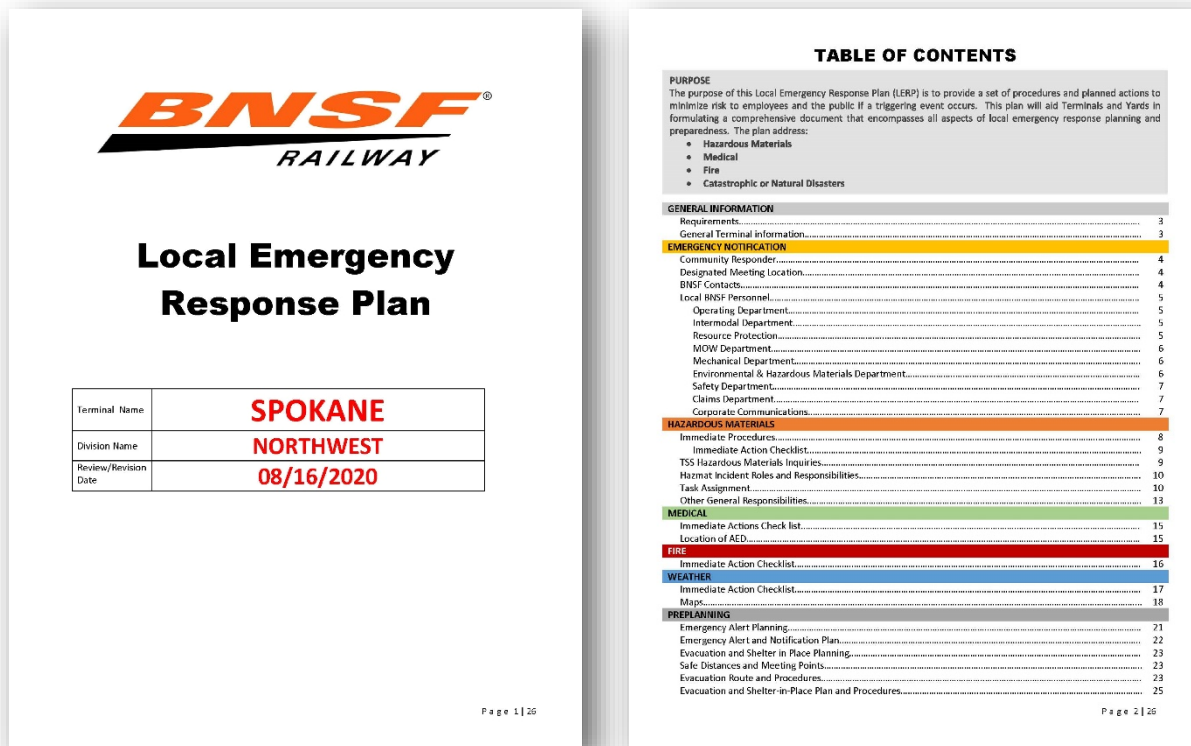 BNSF®
RAILWAY
Local Emergency
Response Plan
Terminal Name SPOKANE
Division Name NORTHWEST
Review/Revision
Date 08/16/2020
Page 1|26
TABLE OF CONTENTS
PURPOSE
The purpose of this Local Emergency Response Plan (LERP) is to provide a set of procedures and planned actions to
minimize risk to employees and the public if a triggering event occurs. This plan will aid Terminals and Yards in
formulating a comprehensive document that encompasses all aspects of local emergency response planning and
preparedness. The plan address:
• Hazardous Materials
• Medical
• Fire
• Catastrophic or Natural Disasters
GENERAL INFORMATION
Requirements 3
General Terminal information 3
EMERGENCY NOTIFICATION
Community Responder 4
Designated Meeting Location 4
BNSF Contacts 4
Local BNSF Personnel 5
Operating Department 5
Intermodal Department 5
Resource Protection 5
MOW Department 6
Mechanical Department 6
Environmental & Hazardous Materials Department 6
Safety Department 7
Claims Department 7
Corporate Communications 7
HAZARDOUS MATERIALS
Immediate Procedures 8
Immediate Action Checklist 9
TSS Hazardous Materials Inquiries 9
Hazmat Incident Roles and Responsibilities 10
Task Assignment 10
Other General Responsibilities 13
MEDICAL
Immediate Actions Check list 15
Location of AED 15
FIRE
Immediate Action Checklist 16
WEATHER
Immediate Action Checklist 17
Maps 18
PREPLANNING
Emergency Alert Planning 21
Emergency Alert and Notification Plan 22
Evacuation and Shelter in Place Planning 23
Safe Distances and Meeting Points 23
Evacuation Route and Procedures 23
Evacuation and Shelter-in-Place Plan and Procedures 25
Page 2|26